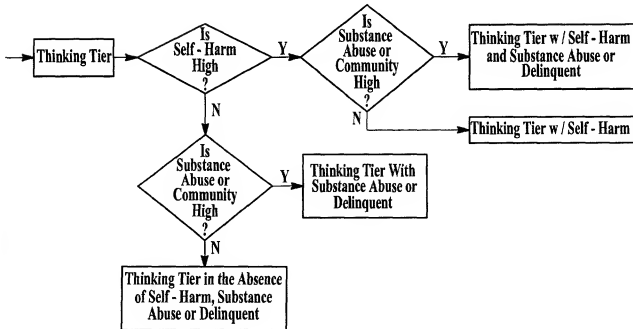 Thinking Tier
Is
Self - Harm
High
?
Y
N
Is
Substance
Abuse or
Community
High
?
Y
N
Thinking Tier w / Self - Harm
and Substance Abuse or
Delinquent
Thinking Tier w / Self - Harm
Is
Substance
Abuse or
Community
High
?
Y
N
Thinking Tier With
Substance Abuse or
Delinquent
Thinking Tier in the Absence
of Self - Harm, Substance
Abuse or Delinquent